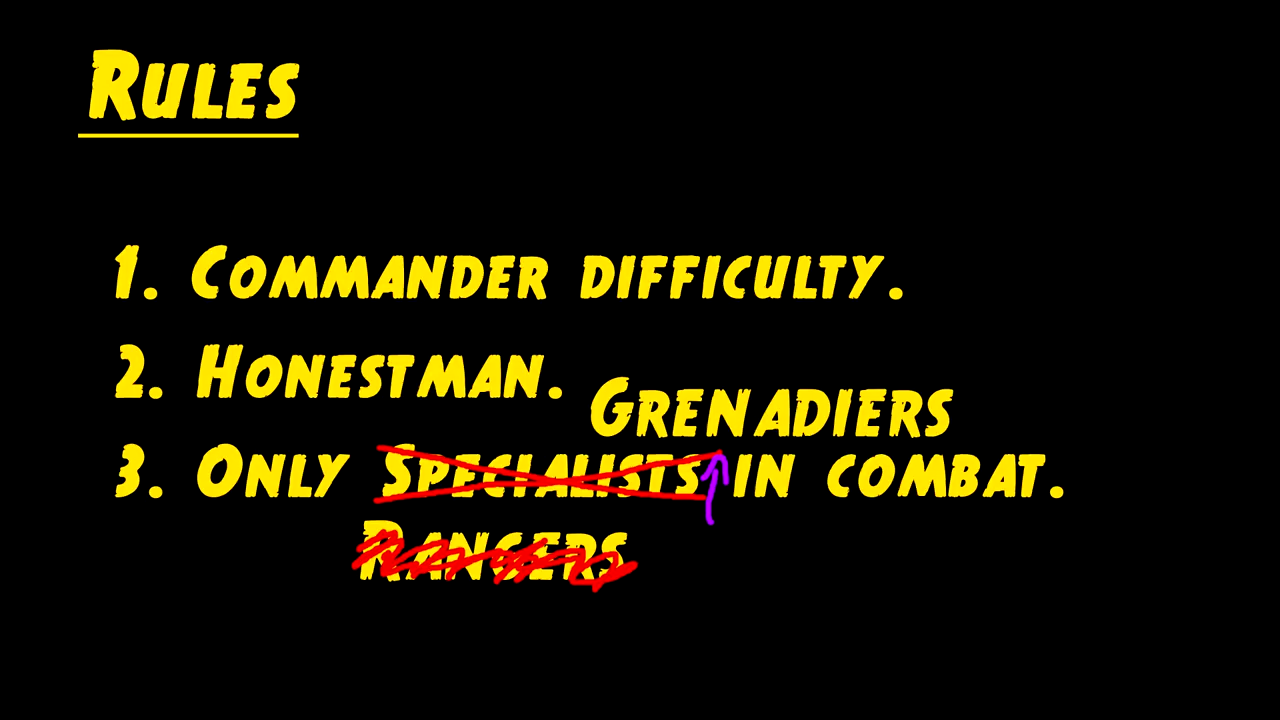 Rules
1. Commander difficulty.
2. Honestman.
Grenadiers
3. Only Specialists in combat.
Rangers